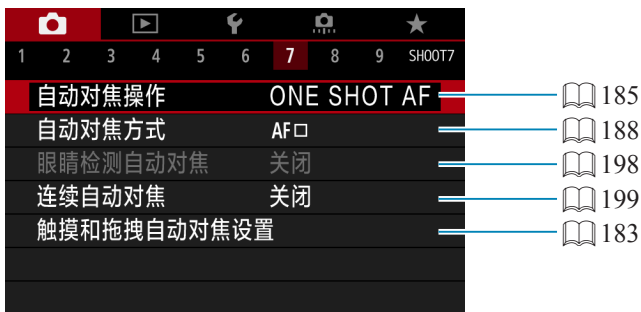 1 2 3 4 5 6 7 8 9 SHOOT7
自动对焦操作 ONE SHOT AF 185
自动对焦方式 AF 188
眼睛检测自动对焦 关闭 198
连续自动对焦 关闭 199
触摸和拖拽自动对焦设置 183